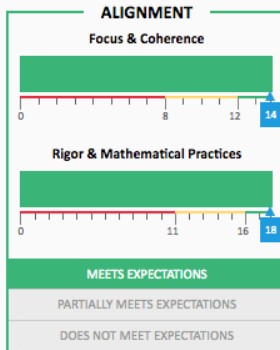 ALIGNMENT
Focus & Coherence
0 8 12 14
Rigor & Mathematical Practices
0 11 16 18
MEETS EXPECTATIONS
PARTIALLY MEETS EXPECTATIONS
DOES NOT MEET EXPECTATIONS